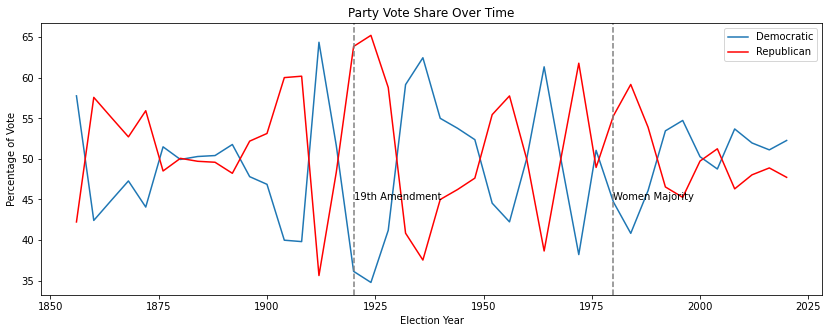 Party Vote Share Over Time
Democratic
Republican
65
60
55
50
45
40
35
Percentage of Vote
19th Amendment
Women Majority
1850
1875
1900
1925
1950
1975
2000
2025
Election Year